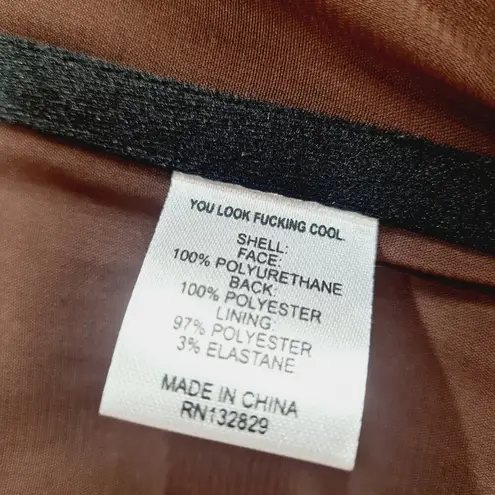 YOU LOOK FUCKING COOL.
SHELL:
FACE:
100% POLYURETHANE
BACK:
100% POLYESTER
LINING:
97% POLYESTER
3% ELASTANE
MADE IN CHINA
RN132829